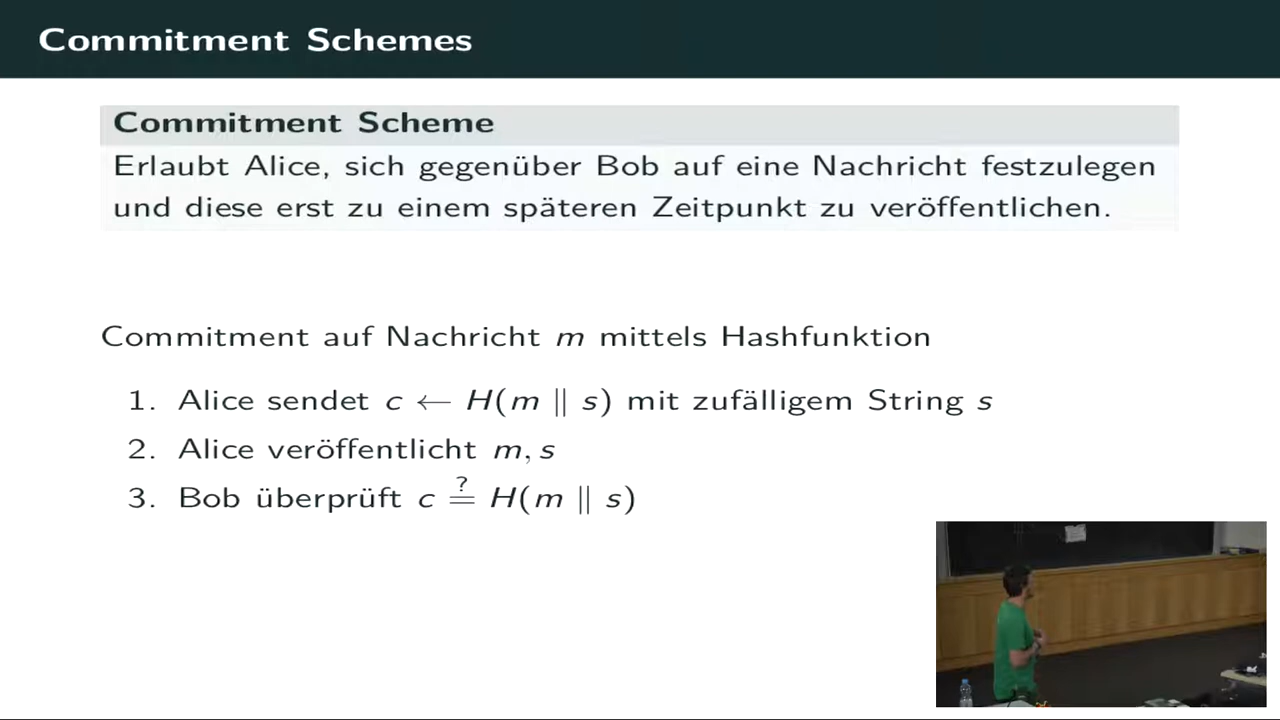 Commitment Schemes
Commitment Scheme
Erlaubt Alice, sich gegenüber Bob auf eine Nachricht festzulegen
und diese erst zu einem späteren Zeitpunkt zu veröffentlichen.
Commitment auf Nachricht m mittels Hashfunktion
1. Alice sendet c ← H(m ∥ s) mit zufälligem String s
2. Alice veröffentlicht m, s
3. Bob überprüft c ≟ H(m ∥ s)